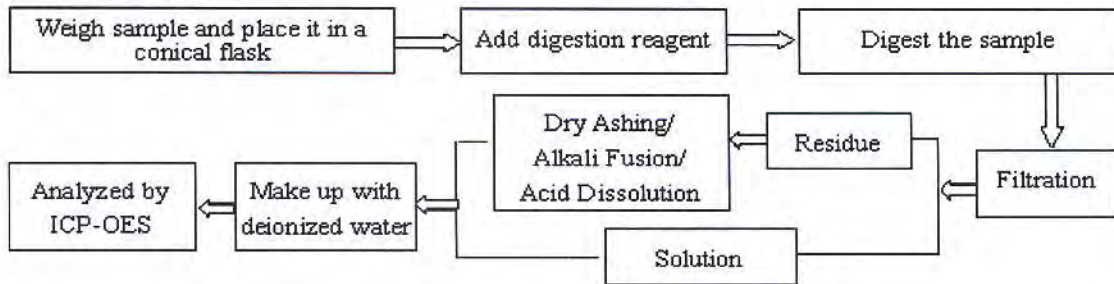 Weigh sample and place it in a
conical flask
Add digestion reagent
Digest the sample
Dry Ashing/
Alkali Fusion/
Acid Dissolution
Residue
Filtration
Analyzed by
ICP-OES
Make up with
deionized water
Solution